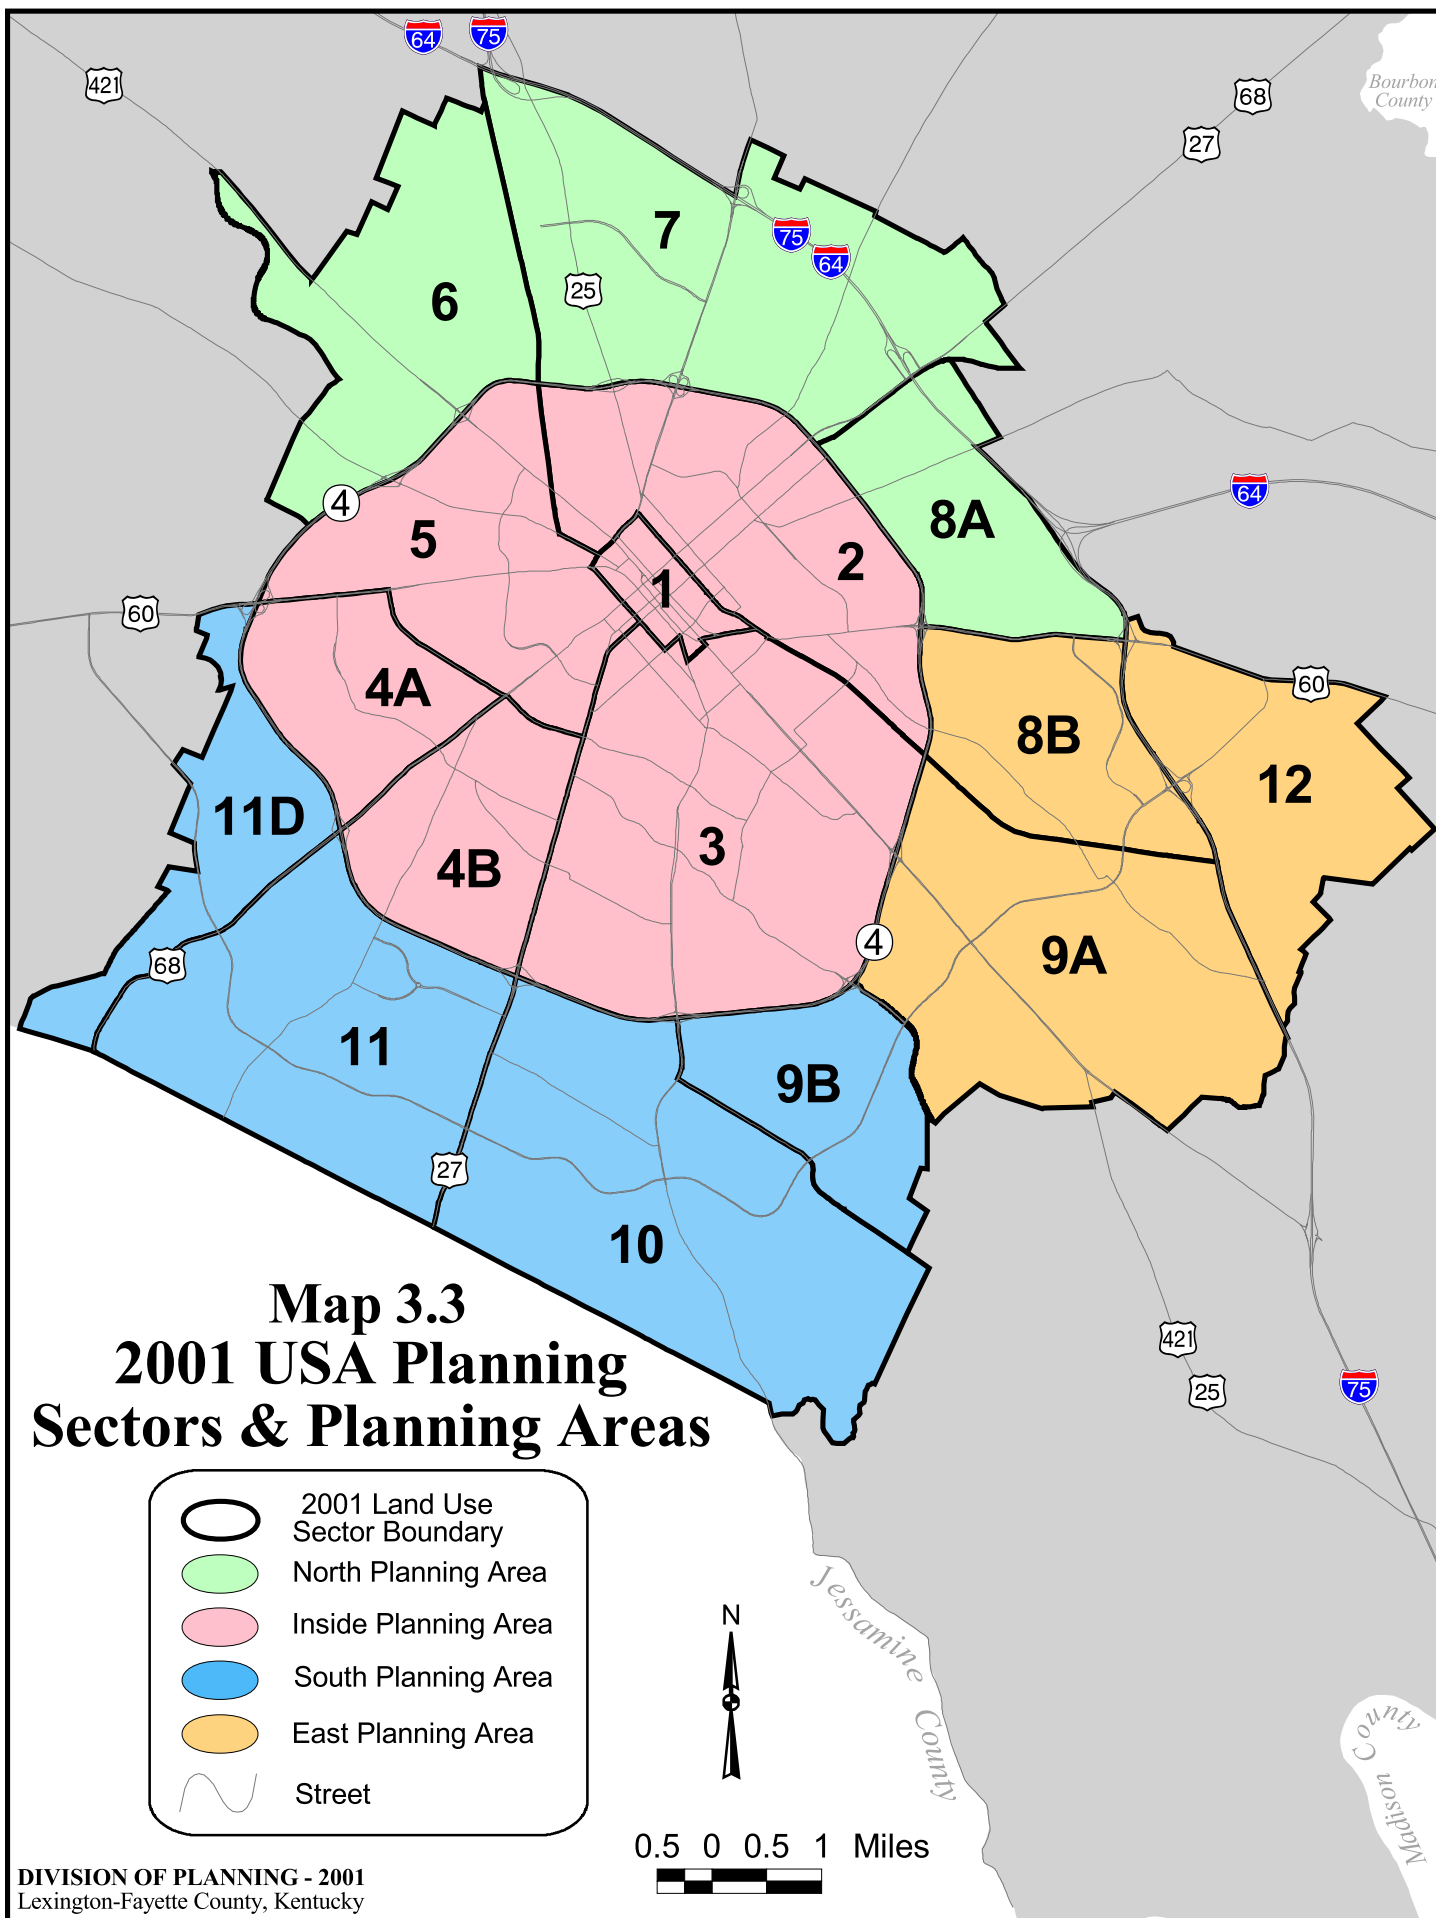 64
75
421
68
Bourbon
County
27
7
75
64
25
6
64
4
8A
5
2
1
60
4A
60
8B
12
11D
3
4B
4
9A
68
11
9B
27
10
Map 3.3
2001 USA Planning
Sectors & Planning Areas
421
25
75
2001 Land Use
Sector Boundary
North Planning Area
Inside Planning Area
South Planning Area
East Planning Area
Street
Jessamine County
N
Madison County
0.5 0 0.5 1 Miles
DIVISION OF PLANNING - 2001
Lexington-Fayette County, Kentucky